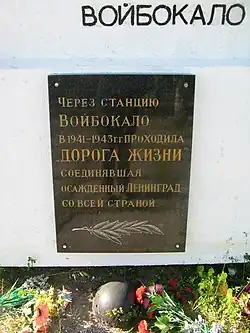 ВОЙБОКАЛО
ЧЕРЕЗ СТАНЦИЮ
ВОЙБОКАЛО
В 1941-1943 ГГ. ПРОХОДИЛА
"ДОРОГА ЖИЗНИ"
СОЕДИНЯВШАЯ
ОСАЖДЕННЫЙ ЛЕНИНГРАД
СО ВСЕЙ СТРАНОЙ